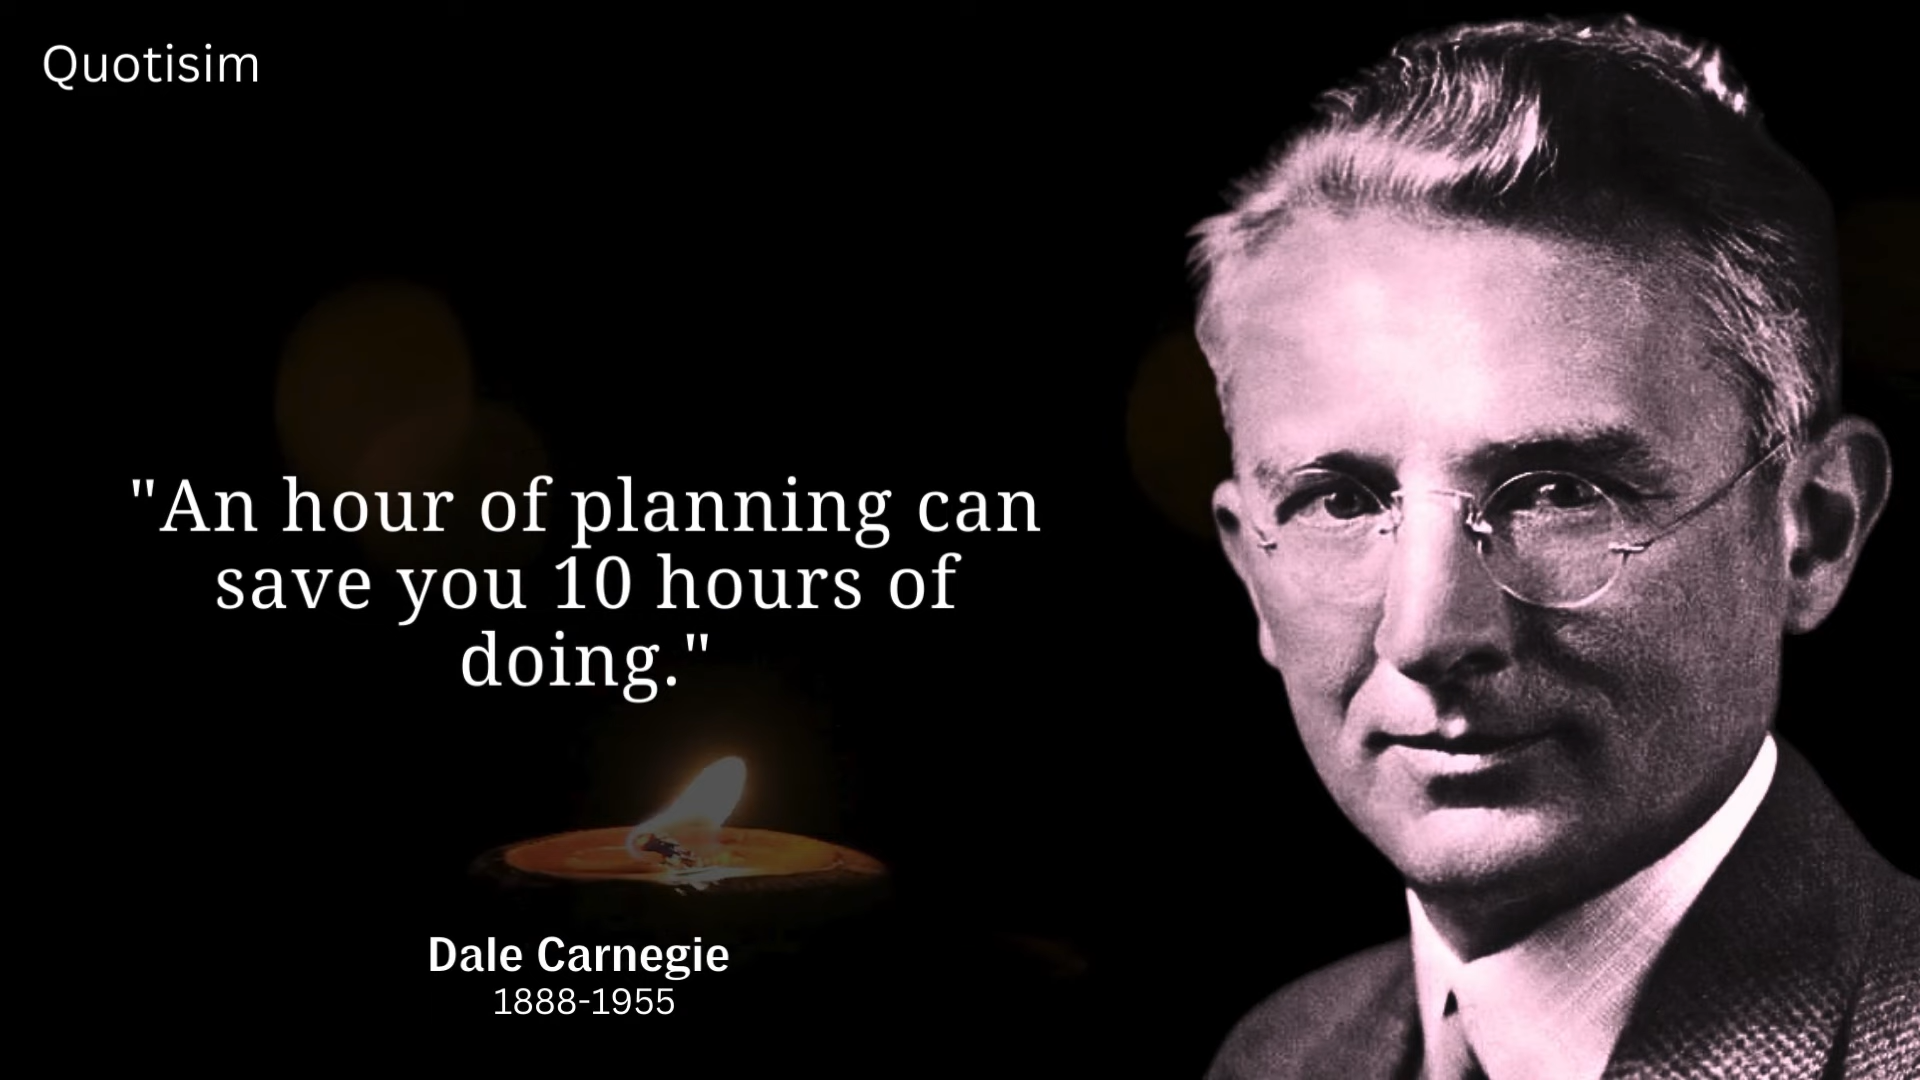 Quotisim
"An hour of planning can
save you 10 hours of
doing."
Dale Carnegie
1888-1955